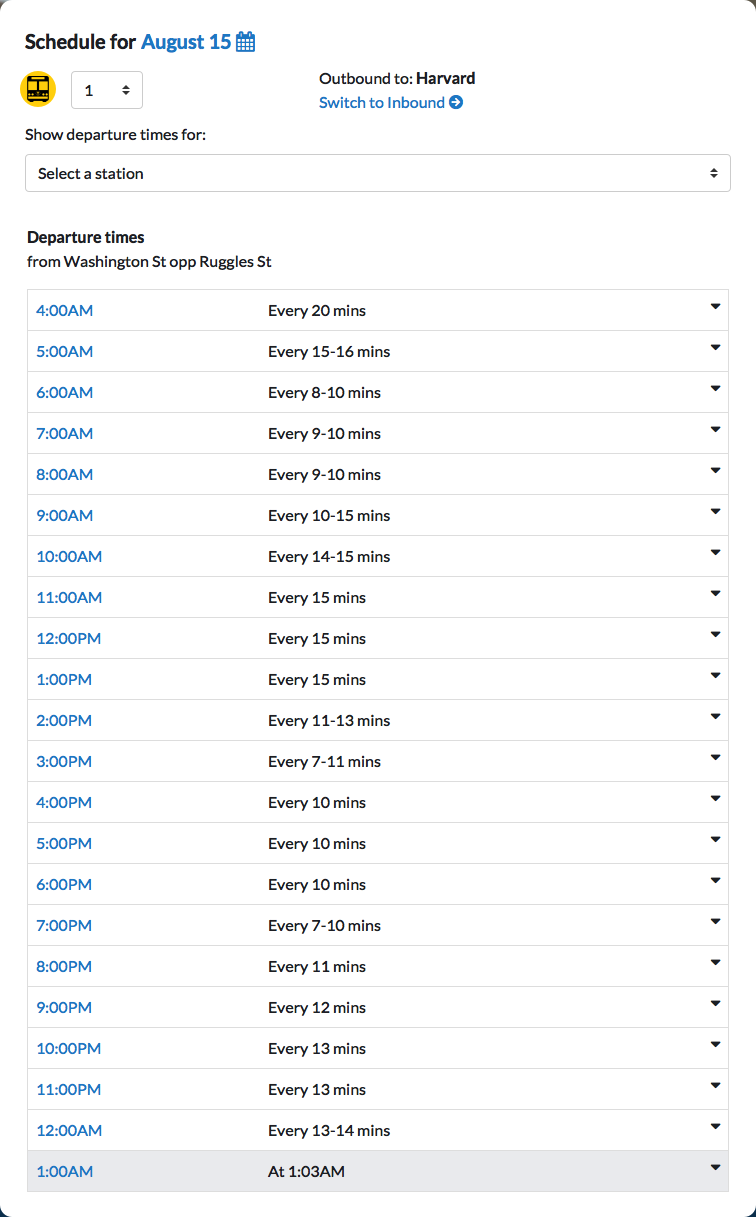 Schedule for August 15
1
Outbound to: Harvard
Switch to Inbound
Show departure times for:
Select a station
Departure times
from Washington St opp Ruggles St
4:00AM Every 20 mins
5:00AM Every 15-16 mins
6:00AM Every 8-10 mins
7:00AM Every 9-10 mins
8:00AM Every 9-10 mins
9:00AM Every 10-15 mins
10:00AM Every 14-15 mins
11:00AM Every 15 mins
12:00PM Every 15 mins
1:00PM Every 15 mins
2:00PM Every 11-13 mins
3:00PM Every 7-11 mins
4:00PM Every 10 mins
5:00PM Every 10 mins
6:00PM Every 10 mins
7:00PM Every 7-10 mins
8:00PM Every 11 mins
9:00PM Every 12 mins
10:00PM Every 13 mins
11:00PM Every 13 mins
12:00AM Every 13-14 mins
1:00AM At 1:03AM